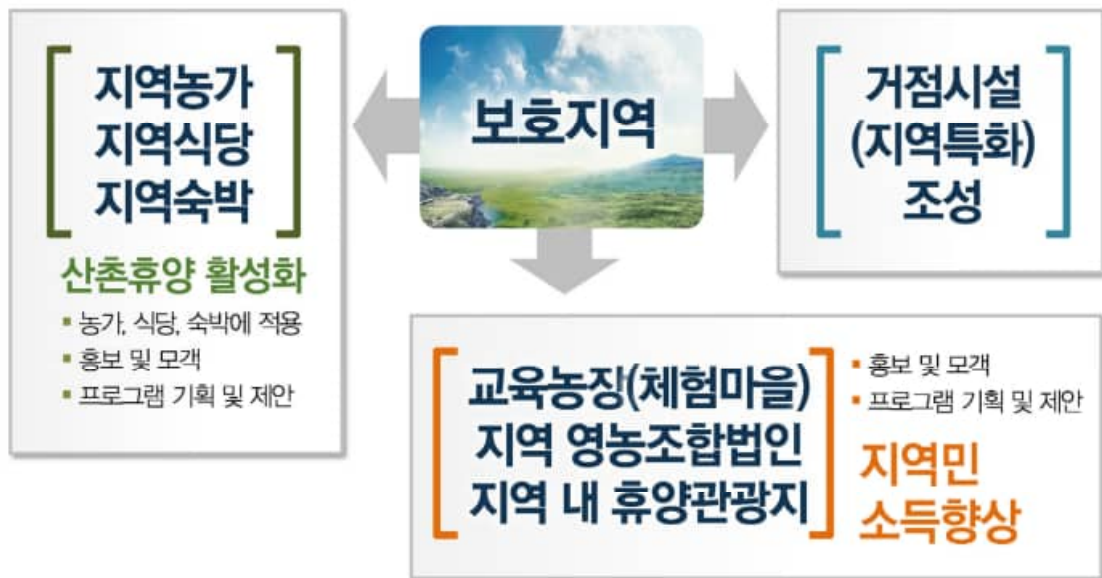 지역농가
지역식당
지역숙박
산촌휴양 활성화
▪ 농가, 식당, 숙박에 적용
▪ 홍보 및 모객
▪ 프로그램 기획 및 제안
보호지역
거점시설
(지역특화)
조성
교육농장(체험마을)
지역 영농조합법인
지역 내 휴양관광지
▪ 홍보 및 모객
▪ 프로그램 기획 및 제안
지역민
소득향상